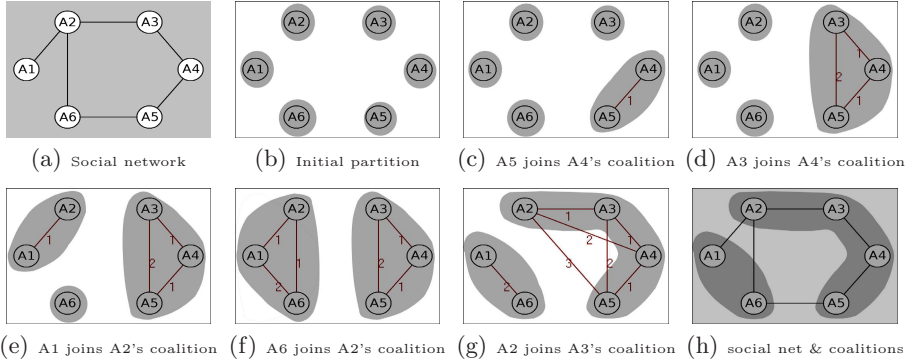 A2 A3
A1 A4
A6 A5
(a) Social network
A2 A3
A1 A4
A6 A5
(b) Initial partition
A2 A3
A1 A4
1
A6 A5
(c) A5 joins A4's coalition
A2 A3
1
A1 2 A4
1
A6 A5
(d) A3 joins A4's coalition
A2 A3
1 1
A1 2 A4
1
A6 A5
(e) A1 joins A2's coalition
A2 A3
1 1
A1 1 2 A4
2 1
A6 A5
(f) A6 joins A2's coalition
A2 1 A3
2 1
A1 3 2 A4
2 1
A6 A5
(g) A2 joins A3's coalition
A2 A3
A1 A4
A6 A5
(h) social net & coalitions